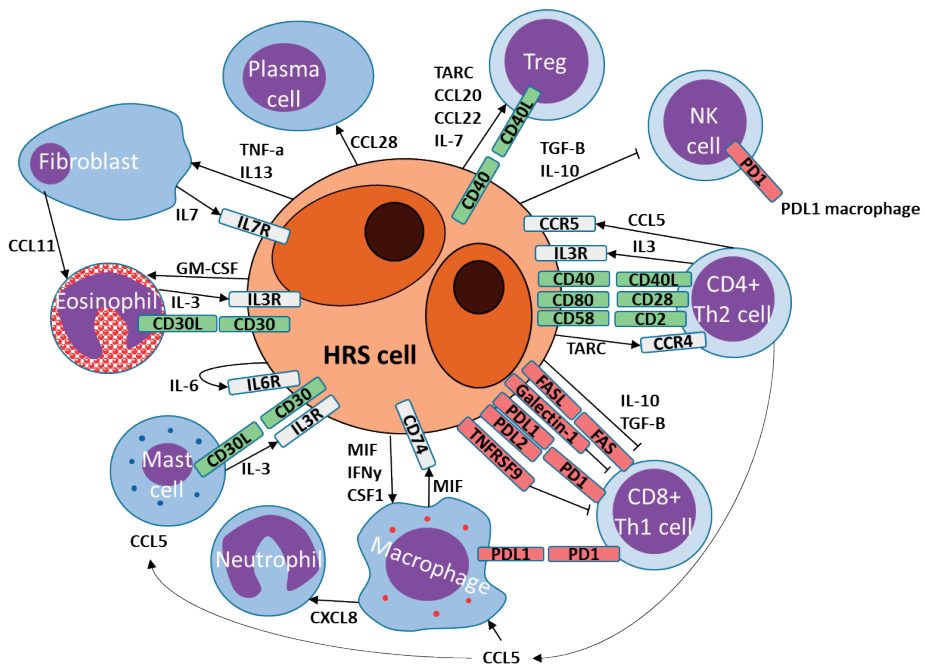 Plasma
cell
CCL28
TARC
CCL20
CCL22
IL-7
Treg
CD40L
CD40
TGF-B
IL-10
NK
cell
PD1
PDL1 macrophage
Fibroblast
TNF-a
IL13
IL7
IL7R
CCL11
Eosinophil
GM-CSF
IL-3
IL3R
CD30L
CD30
HRS cell
CCR5
CCL5
IL3R
IL3
CD40
CD40L
CD80
CD28
CD58
CD2
TARC
CCR4
CD4+
Th2 cell
IL-6
IL6R
CD30
CD30L
IL3R
IL-3
Mast
cell
CCL5
CD74
MIF
IFNy
CSF1
MIF
FASL
FAS
Galectin-1
PDL1
PDL2
PD1
TNFRSF9
IL-10
TGF-B
CD8+
Th1 cell
PDL1
PD1
Macrophage
Neutrophil
CXCL8
CCL5